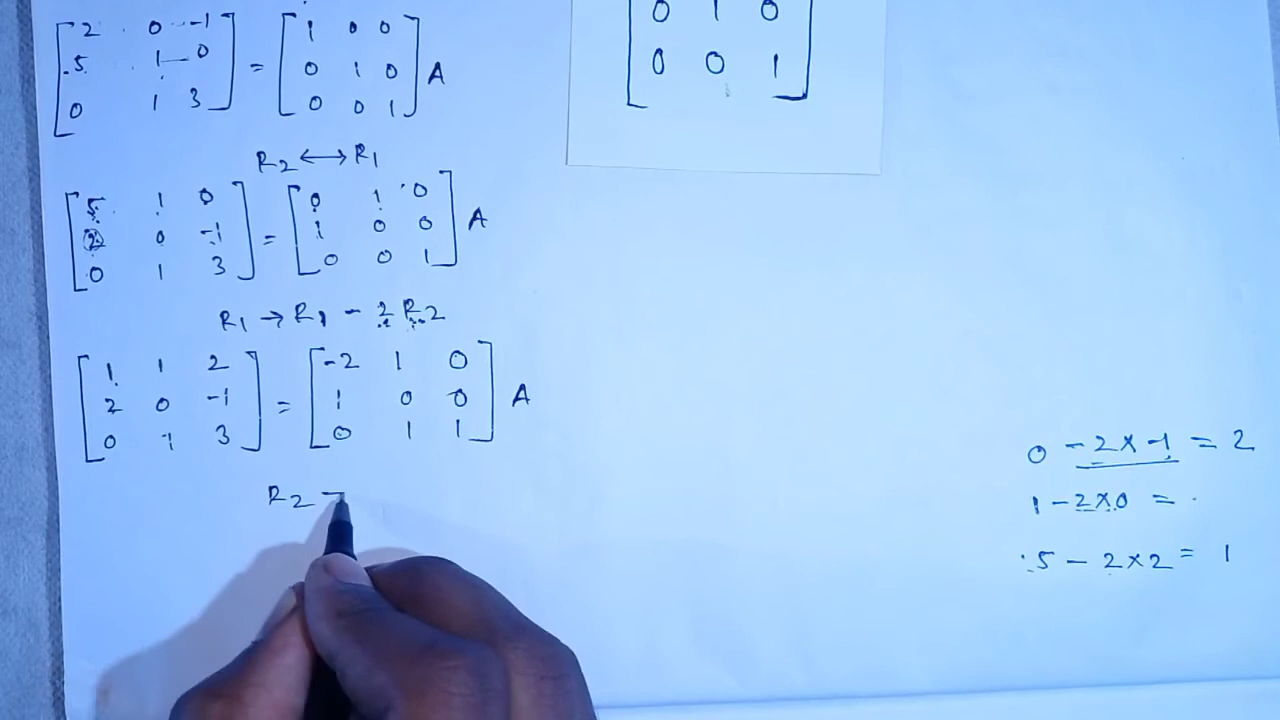 [2 0 -1] = [1 0 0]
[5 1 0] = [0 1 0] A
[0 1 3] [0 0 1]
R2 ↔ R1
[5 1 0] [0 1 0]
[2 0 -1] = [1 0 0] A
[0 1 3] [0 0 1]
R1 → R1 - 2 R2
[1 1 2] [-2 1 0]
[2 0 -1] = [1 0 0] A
[0 1 3] [0 1 1]
R2 -
0 1 0
0 0 1
0 - 2 x -1 = 2
1 - 2 x 0 =
5 - 2 x 2 = 1